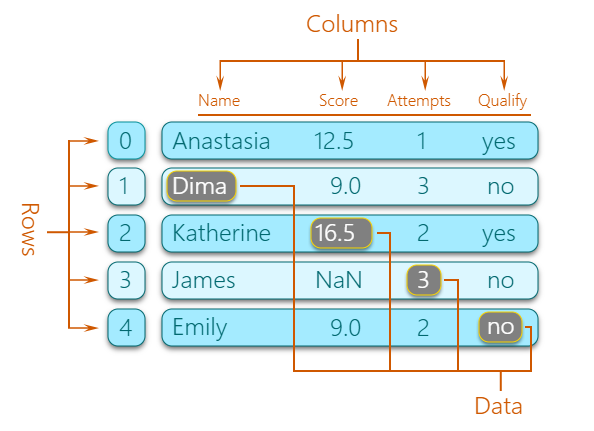 Columns
Name Score Attempts Qualify
0 Anastasia 12.5 1 yes
1 Dima 9.0 3 no
2 Katherine 16.5 2 yes
3 James NaN 3 no
4 Emily 9.0 2 no
Rows
Data